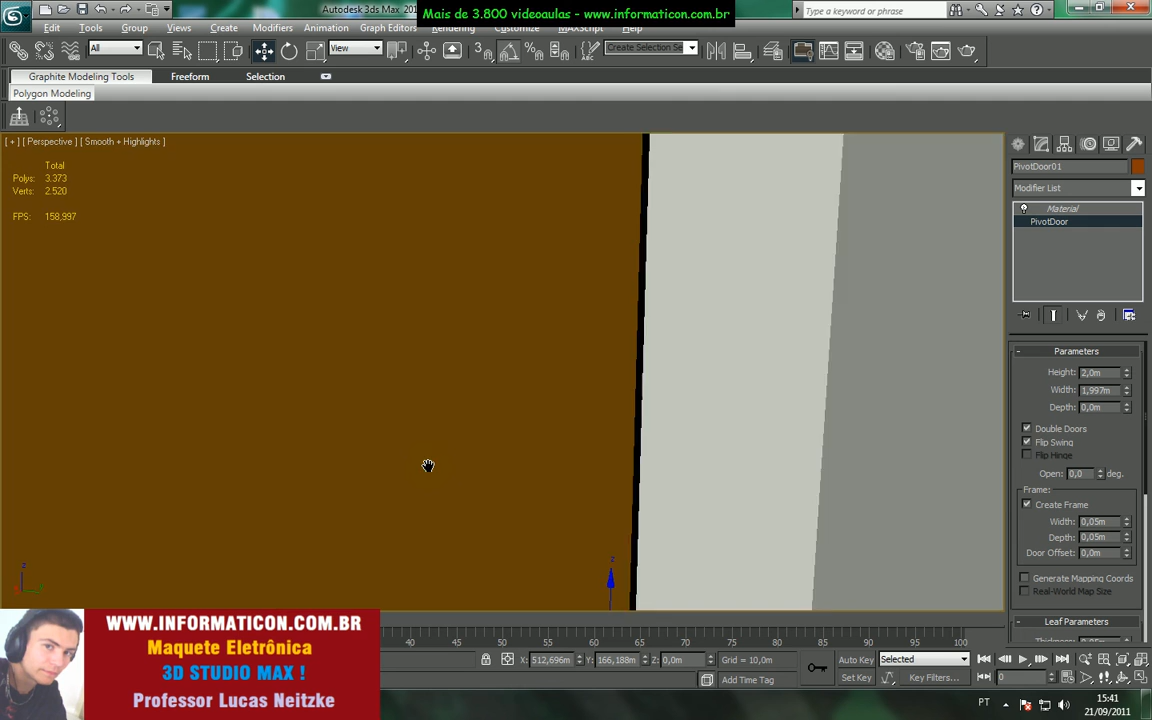 Autodesk 3ds Max 201
Mais de 3.800 videoaulas - www.informaticon.com.br
Type a keyword or phrase
Edit Tools Group Views Create Modifiers Animation Graph Editors Rendering Customize MAXScript Help
All
View
3
Create Selection Se
Graphite Modeling Tools Freeform Selection
Polygon Modeling
[ + ] [ Perspective ] [ Smooth + Highlights ]
Total
Polys: 3.373
Verts: 2.520
FPS: 158,997
PivotDoor01
Modifier List
Material
PivotDoor
Parameters
Height: 2,0m
Width: 1,997m
Depth: 0,0m
Double Doors
Flip Swing
Flip Hinge
Open: 0,0 deg.
Frame:
Create Frame
Width: 0,05m
Depth: 0,05m
Door Offset: 0,0m
Generate Mapping Coords
Real-World Map Size
Leaf Parameters
z
z
WWW.INFORMATICON.COM.BR
Maquete Eletrônica
3D STUDIO MAX !
Professor Lucas Neitzke
40 45 50 55 60 65 70 75 80 85 90 95 100
X: 512,696m Y: 166,188m Z: 0,0m Grid = 10,0m
Add Time Tag
Auto Key Selected
Set Key Key Filters...
0
PT
15:41
21/09/2011